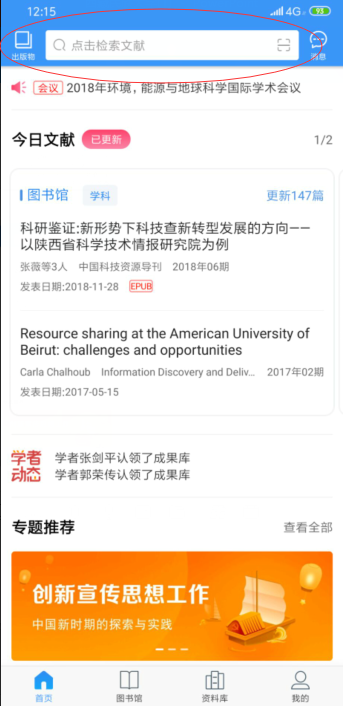 12:15
4G
93
出版物
点击检索文献
消息
会议 2018年环境，能源与地球科学国际学术会议
今日文献 已更新 1/2
图书馆 学科 更新147篇
科研鉴证:新形势下科技查新转型发展的方向——
以陕西省科学技术情报研究院为例
张薇等3人 中国科技资源导刊 2018年06期
发表日期:2018-11-28 EPUB
Resource sharing at the American University of
Beirut: challenges and opportunities
Carla Chalhoub Information Discovery and Deliv... 2017年02期
发表日期:2017-05-15
学者
动态
学者张剑平认领了成果库
学者郭荣传认领了成果库
专题推荐 查看全部
创新宣传思想工作
中国新时期的探索与实践
首页 图书馆 资料库 我的